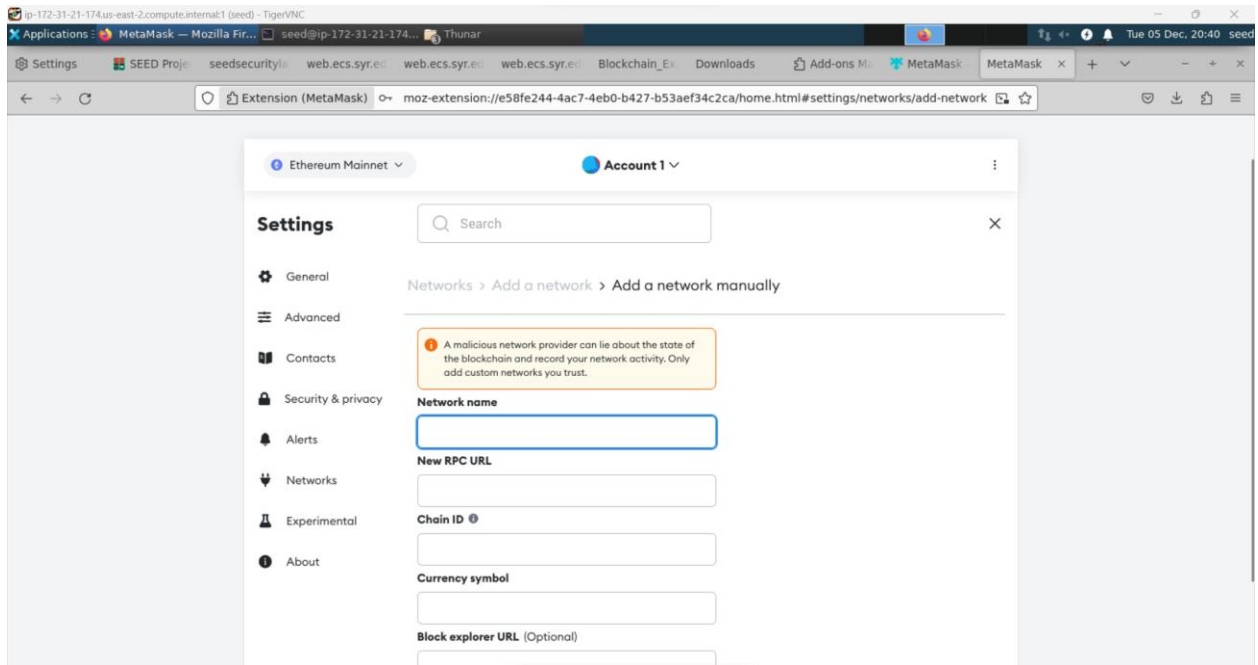 ip-172-31-21-174.us-east-2.compute.internal:1 (seed) - TigerVNC
Applications MetaMask — Mozilla Fir... seed@ip-172-31-21-174... Thunar Tue 05 Dec, 20:40 seed
Settings SEED Proje seedsecurityla web.ecs.syr.ed web.ecs.syr.ed web.ecs.syr.ed Blockchain_Ex Downloads Add-ons Ma MetaMask MetaMask
Extension (MetaMask) moz-extension://e58fe244-4ac7-4eb0-b427-b53aef34c2ca/home.html#settings/networks/add-network
Ethereum Mainnet Account 1
Settings Search
General
Networks > Add a network > Add a network manually
Advanced
A malicious network provider can lie about the state of
the blockchain and record your network activity. Only
add custom networks you trust.
Contacts
Security & privacy
Network name
Alerts
New RPC URL
Networks
Chain ID
Experimental
About
Currency symbol
Block explorer URL (Optional)